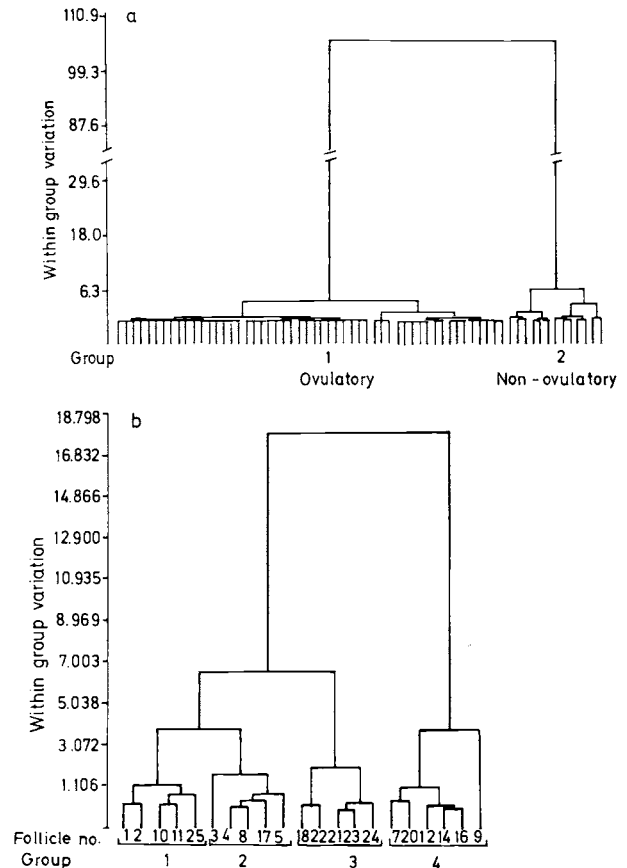 a
110.9
99.3
87.6
29.6
18.0
6.3
Within group variation
Group 1 2
Ovulatory Non-ovulatory
b
18.798
16.832
14.866
12.900
10.935
8.969
7.003
5.038
3.072
1.106
Within group variation
Follicle no. 1 2 10 11 25 3 4 8 17 5 18 22 21 23 24 7 20 12 14 16 9
Group 1 2 3 4